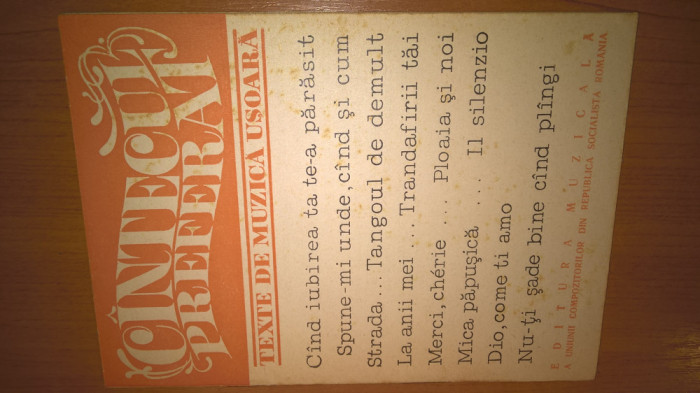 CÎNTECUL
PREFERAT
TEXTE DE MUZICĂ UȘOARĂ
Cînd iubirea ta te-a părăsit
Spune-mi unde, cînd și cum
Strada.... Tangoul de demult
La anii mei ... Trandafirii tăi
Merci, chérie ... Ploaia și noi
Mica păpușică ... Il silenzio
Dio, come ti amo
Nu-ți șade bine cînd plîngi
EDITURA MUZICALĂ
A UNIUNII COMPOZITORILOR DIN REPUBLICA SOCIALISTĂ ROMÂNIA